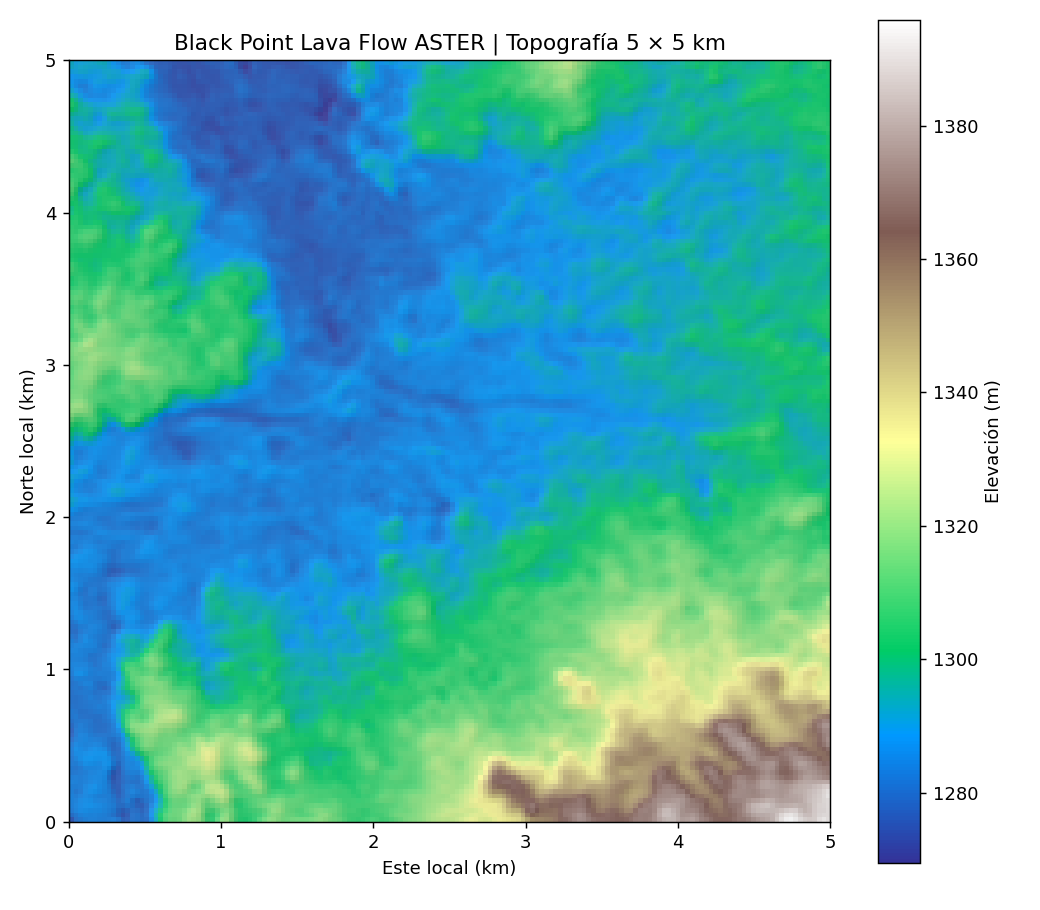 Black Point Lava Flow ASTER | Topografía 5 × 5 km
5
4
3
2
1
0
Norte local (km)
0 1 2 3 4 5
Este local (km)
1380
1360
1340
1320
1300
1280
Elevación (m)